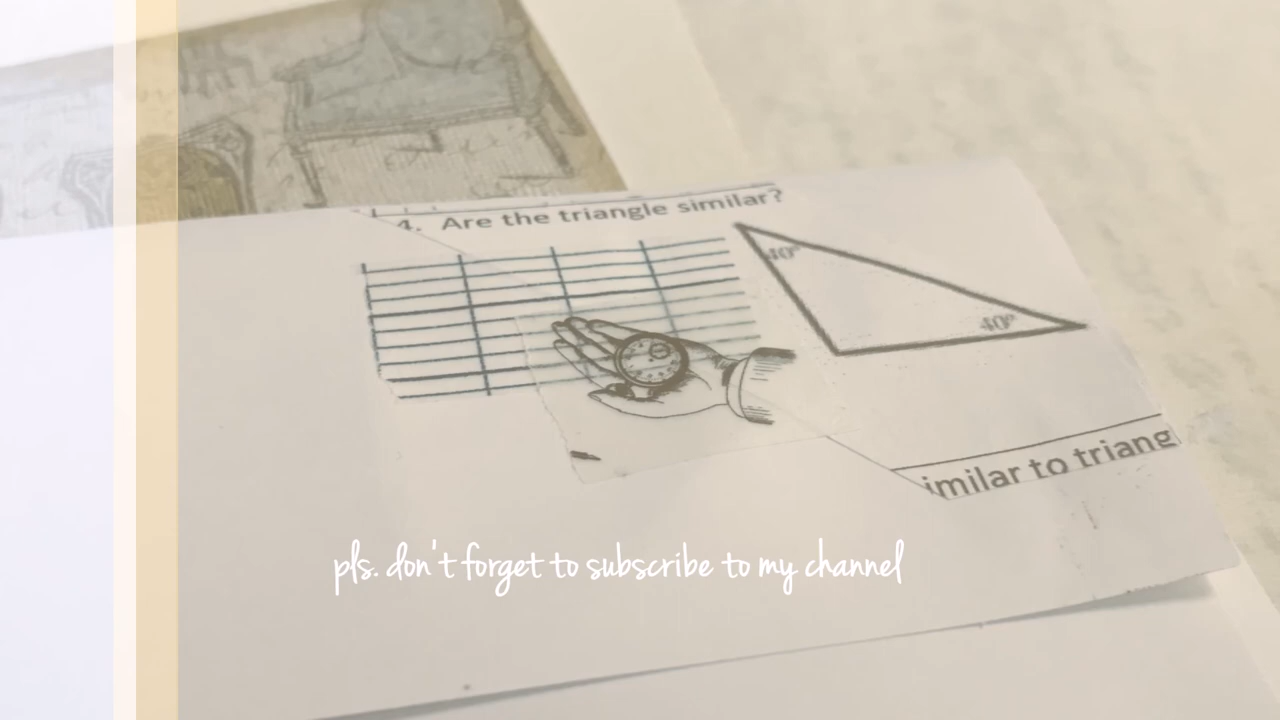 4. Are the triangle similar?
40°
40°
imilar to triang
pls. don't forget to subscribe to my channel